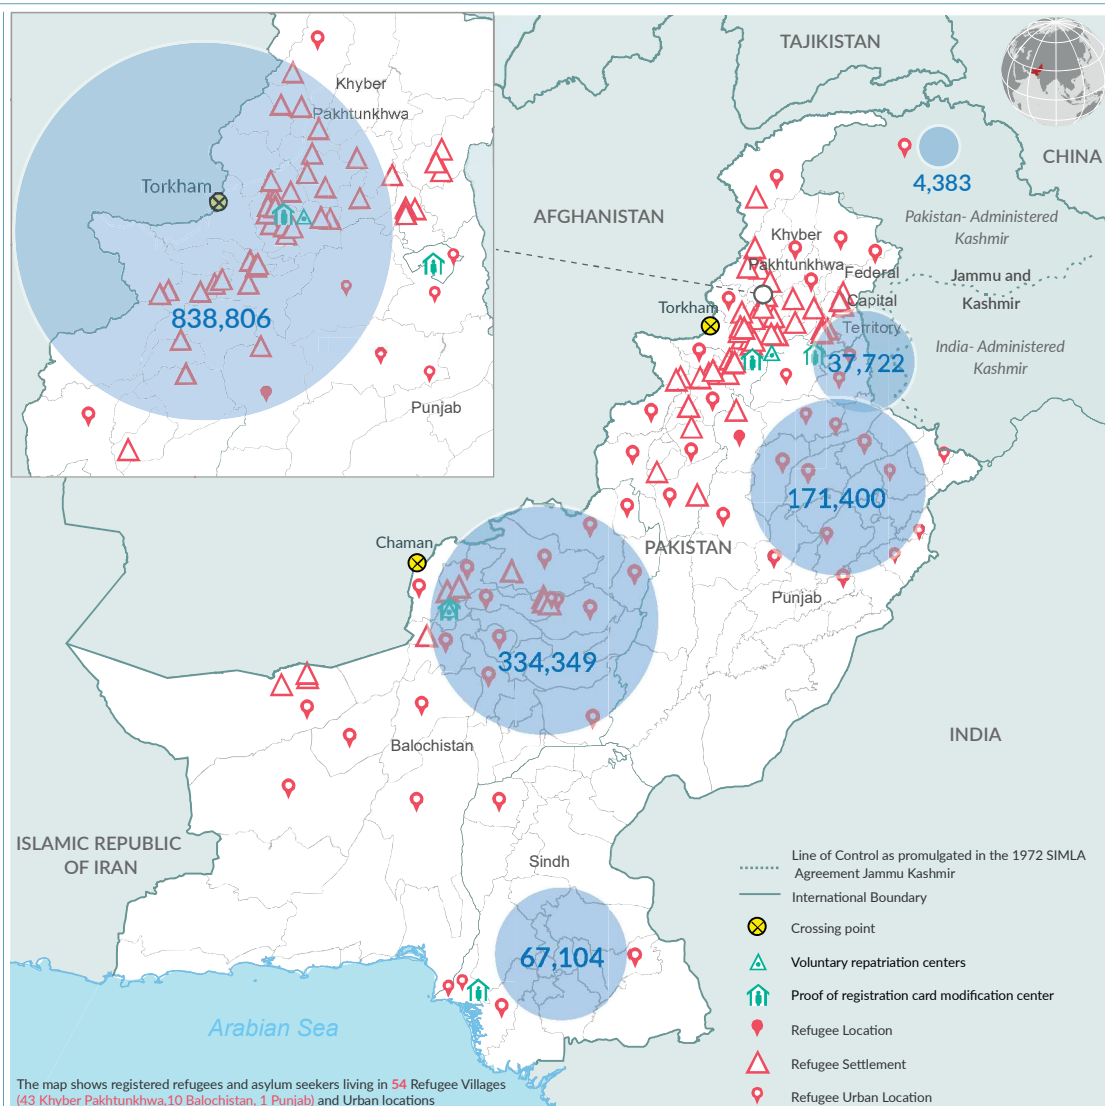 TAJIKISTAN
CHINA
AFGHANISTAN
4,383
Pakistan- Administered
Kashmir
Khyber
Pakhtunkhwa
Torkham
838,806
Punjab
Khyber
Pakhtunkhwa
Federal
Capital
Territory
Jammu and
Kashmir
India- Administered
Kashmir
Torkham
37,722
171,400
Chaman
PAKISTAN
Punjab
334,349
Balochistan
INDIA
ISLAMIC REPUBLIC
OF IRAN
Sindh
67,104
Arabian Sea
Line of Control as promulgated in the 1972 SIMLA
Agreement Jammu Kashmir
International Boundary
Crossing point
Voluntary repatriation centers
Proof of registration card modification center
Refugee Location
Refugee Settlement
Refugee Urban Location
The map shows registered refugees and asylum seekers living in 54 Refugee Villages
(43 Khyber Pakhtunkhwa,10 Balochistan, 1 Punjab) and Urban locations